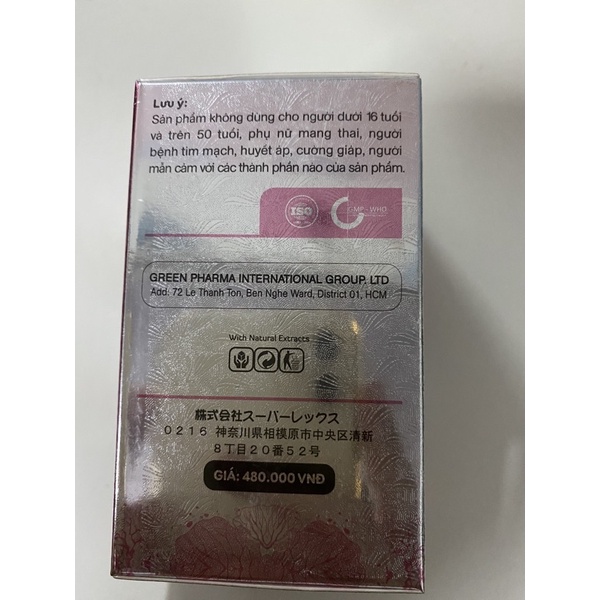 Lưu ý:
Sản phẩm không dùng cho người dưới 16 tuổi
và trên 50 tuổi, phụ nữ mang thai, người
bệnh tim mạch, huyết áp, cường giáp, người
mẫn cảm với các thành phần nào của sản phẩm.
ISO
GMP - WHO
GREEN PHARMA INTERNATIONAL GROUP. LTD
Add: 72 Le Thanh Ton, Ben Nghe Ward, District 01, HCM
With Natural Extracts
株式会社スーパーレックス
0216 神奈川県相模原市中央区清新
8丁目20番52号
GIÁ: 480.000 VNĐ